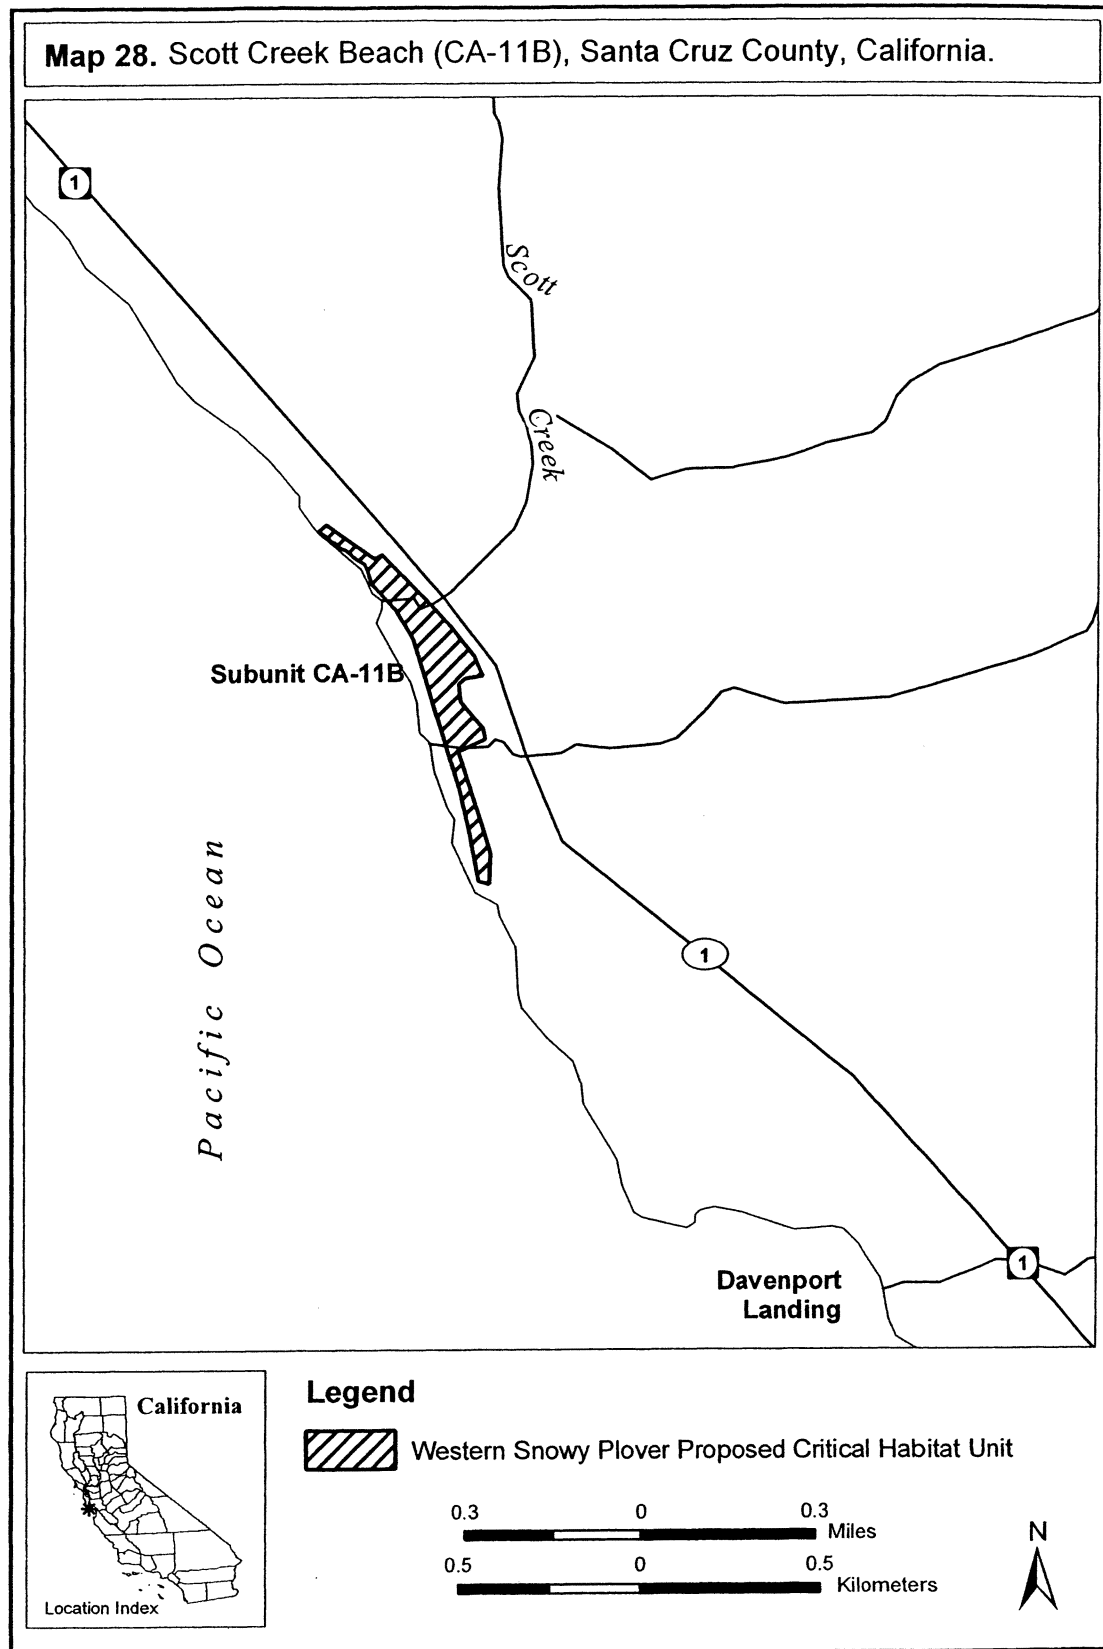 Map 28. Scott Creek Beach (CA-11B), Santa Cruz County, California.
1
Scott
Creek
Subunit CA-11B
Pacific Ocean
1
1
Davenport
Landing
California
Location Index
Legend
Western Snowy Plover Proposed Critical Habitat Unit
0.3 0 0.3
Miles
0.5 0 0.5
Kilometers
N